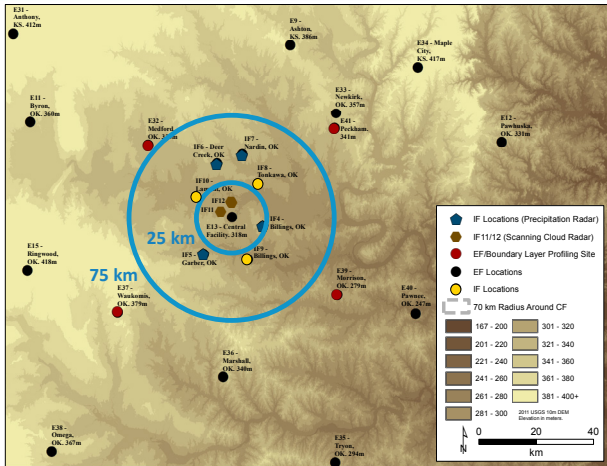 E31 -
Anthony,
KS. 412m
E9 -
Ashton,
KS. 386m
E34 - Maple
City,
KS. 417m
E11 -
Byron,
OK. 360m
E32 -
Medford,
E33
Newkirk,
OK. 357m
E41 -
Peckham.
341m
E12 -
Pawhuska,
OK. 331m
IF6 - Deer
Creek, OK
IF7 -
Nardin, OK
IF8 -
Tonkawa, OK
IF10 -
Lamont, OK
IF12
IF11
E13 - Central
Facility. 318m
IF4 -
Billings, OK
25 km
IF5 -
Garber, OK
IF9 -
Billings, OK
75 km
E15 -
Ringwood,
OK. 418m
E37 -
Waukomis,
OK. 379m
E39 -
Morrison,
OK. 279m
E40 -
Pawnee,
OK. 247m
E36 -
Marshall,
OK. 340m
E38 -
Omega,
OK. 367m
E35 -
Tryon,
OK. 294m
IF Locations (Precipitation Radar)
IF11/12 (Scanning Cloud Radar)
EF/Boundary Layer Profiling Site
EF Locations
IF Locations
70 km Radius Around CF
167 - 200
301 - 320
201 - 220
321 - 340
221 - 240
341 - 360
241 - 260
361 - 380
261 - 280
381 - 400+
281 - 300
2011 USGS 10m DEM
Elevation in meters.
N
0
20
40
km